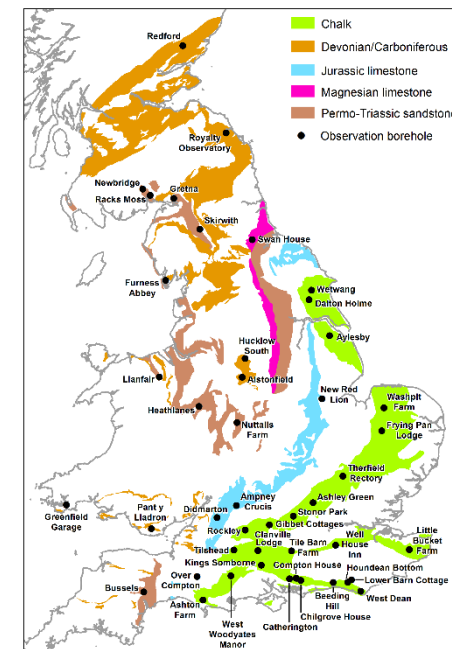 Chalk
Devonian/Carboniferous
Jurassic limestone
Magnesian limestone
Permo-Triassic sandstone
Observation borehole
Redford
Royalty
Observatory
Newbridge
Gretna
Racks Moss
Skirwith
Swan House
Furness
Abbey
Wetwang
Dalton Holme
Aylesby
Hucklow
South
Llanfair
Alstonfield
New Red
Lion
Washpit
Farm
Heathlanes
Nuttalls
Farm
Frying Pan
Lodge
Therfield
Rectory
Greenfield
Garage
Pant y
Lladron
Didmarton
Ampney
Crucis
Ashley Green
Stonor Park
Rockley
Gibbet Cottages
Clanville
Lodge
Tile Barn
Farm
Well
House
Inn
Little
Bucket
Farm
Tilshead
Kings Somborne
Compton House
Houndean Bottom
Lower Barn Cottage
Bussels
Over
Compton
Ashton
Farm
West
Woodyates
Manor
Catherington
Chilgrove House
Beeding
Hill
West Dean